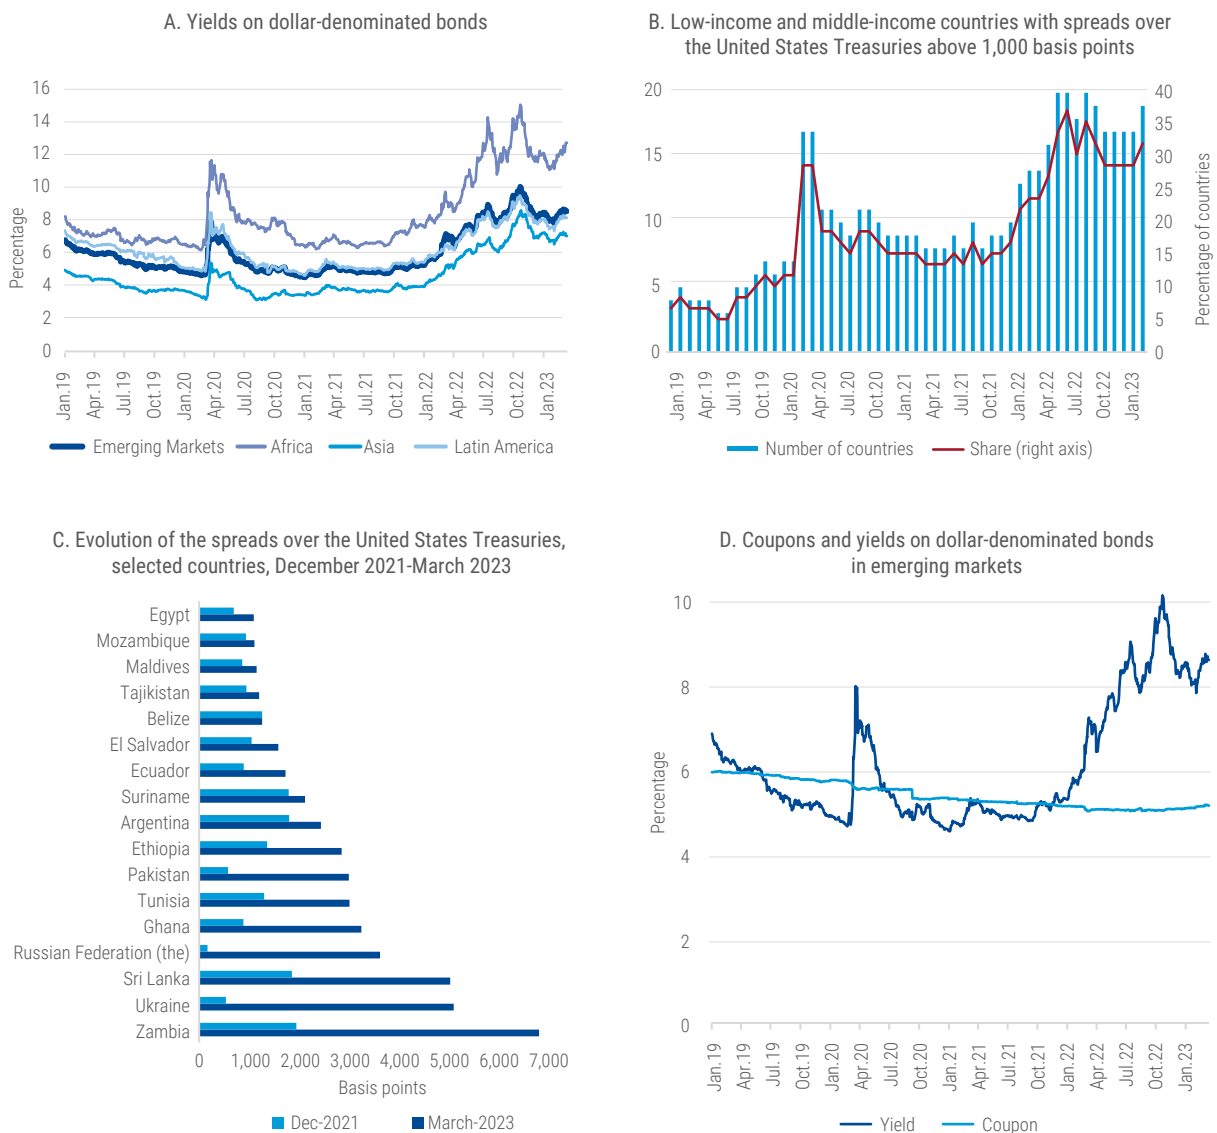 A. Yields on dollar-denominated bonds
Percentage
16
14
12
10
8
6
4
2
0
Jan.19
Apr.19
Jul.19
Oct.19
Jan.20
Apr.20
Jul.20
Oct.20
Jan.21
Apr.21
Jul.21
Oct.21
Jan.22
Apr.22
Jul.22
Oct.22
Jan.23
Emerging Markets
Africa
Asia
Latin America
B. Low-income and middle-income countries with spreads over
the United States Treasuries above 1,000 basis points
20
15
10
5
0
40
35
30
25
20
15
10
5
0
Percentage of countries
Jan.19
Apr.19
Jul.19
Oct.19
Jan.20
Apr.20
Jul.20
Oct.20
Jan.21
Apr.21
Jul.21
Oct.21
Jan.22
Apr.22
Jul.22
Oct.22
Jan.23
Number of countries
Share (right axis)
C. Evolution of the spreads over the United States Treasuries,
selected countries, December 2021-March 2023
Egypt
Mozambique
Maldives
Tajikistan
Belize
El Salvador
Ecuador
Suriname
Argentina
Ethiopia
Pakistan
Tunisia
Ghana
Russian Federation (the)
Sri Lanka
Ukraine
Zambia
0 1,000 2,000 3,000 4,000 5,000 6,000 7,000
Basis points
Dec-2021
March-2023
D. Coupons and yields on dollar-denominated bonds
in emerging markets
Percentage
10
8
6
4
2
0
Jan.19
Apr.19
Jul.19
Oct.19
Jan.20
Apr.20
Jul.20
Oct.20
Jan.21
Apr.21
Jul.21
Oct.21
Jan.22
Apr.22
Jul.22
Oct.22
Jan.23
Yield
Coupon